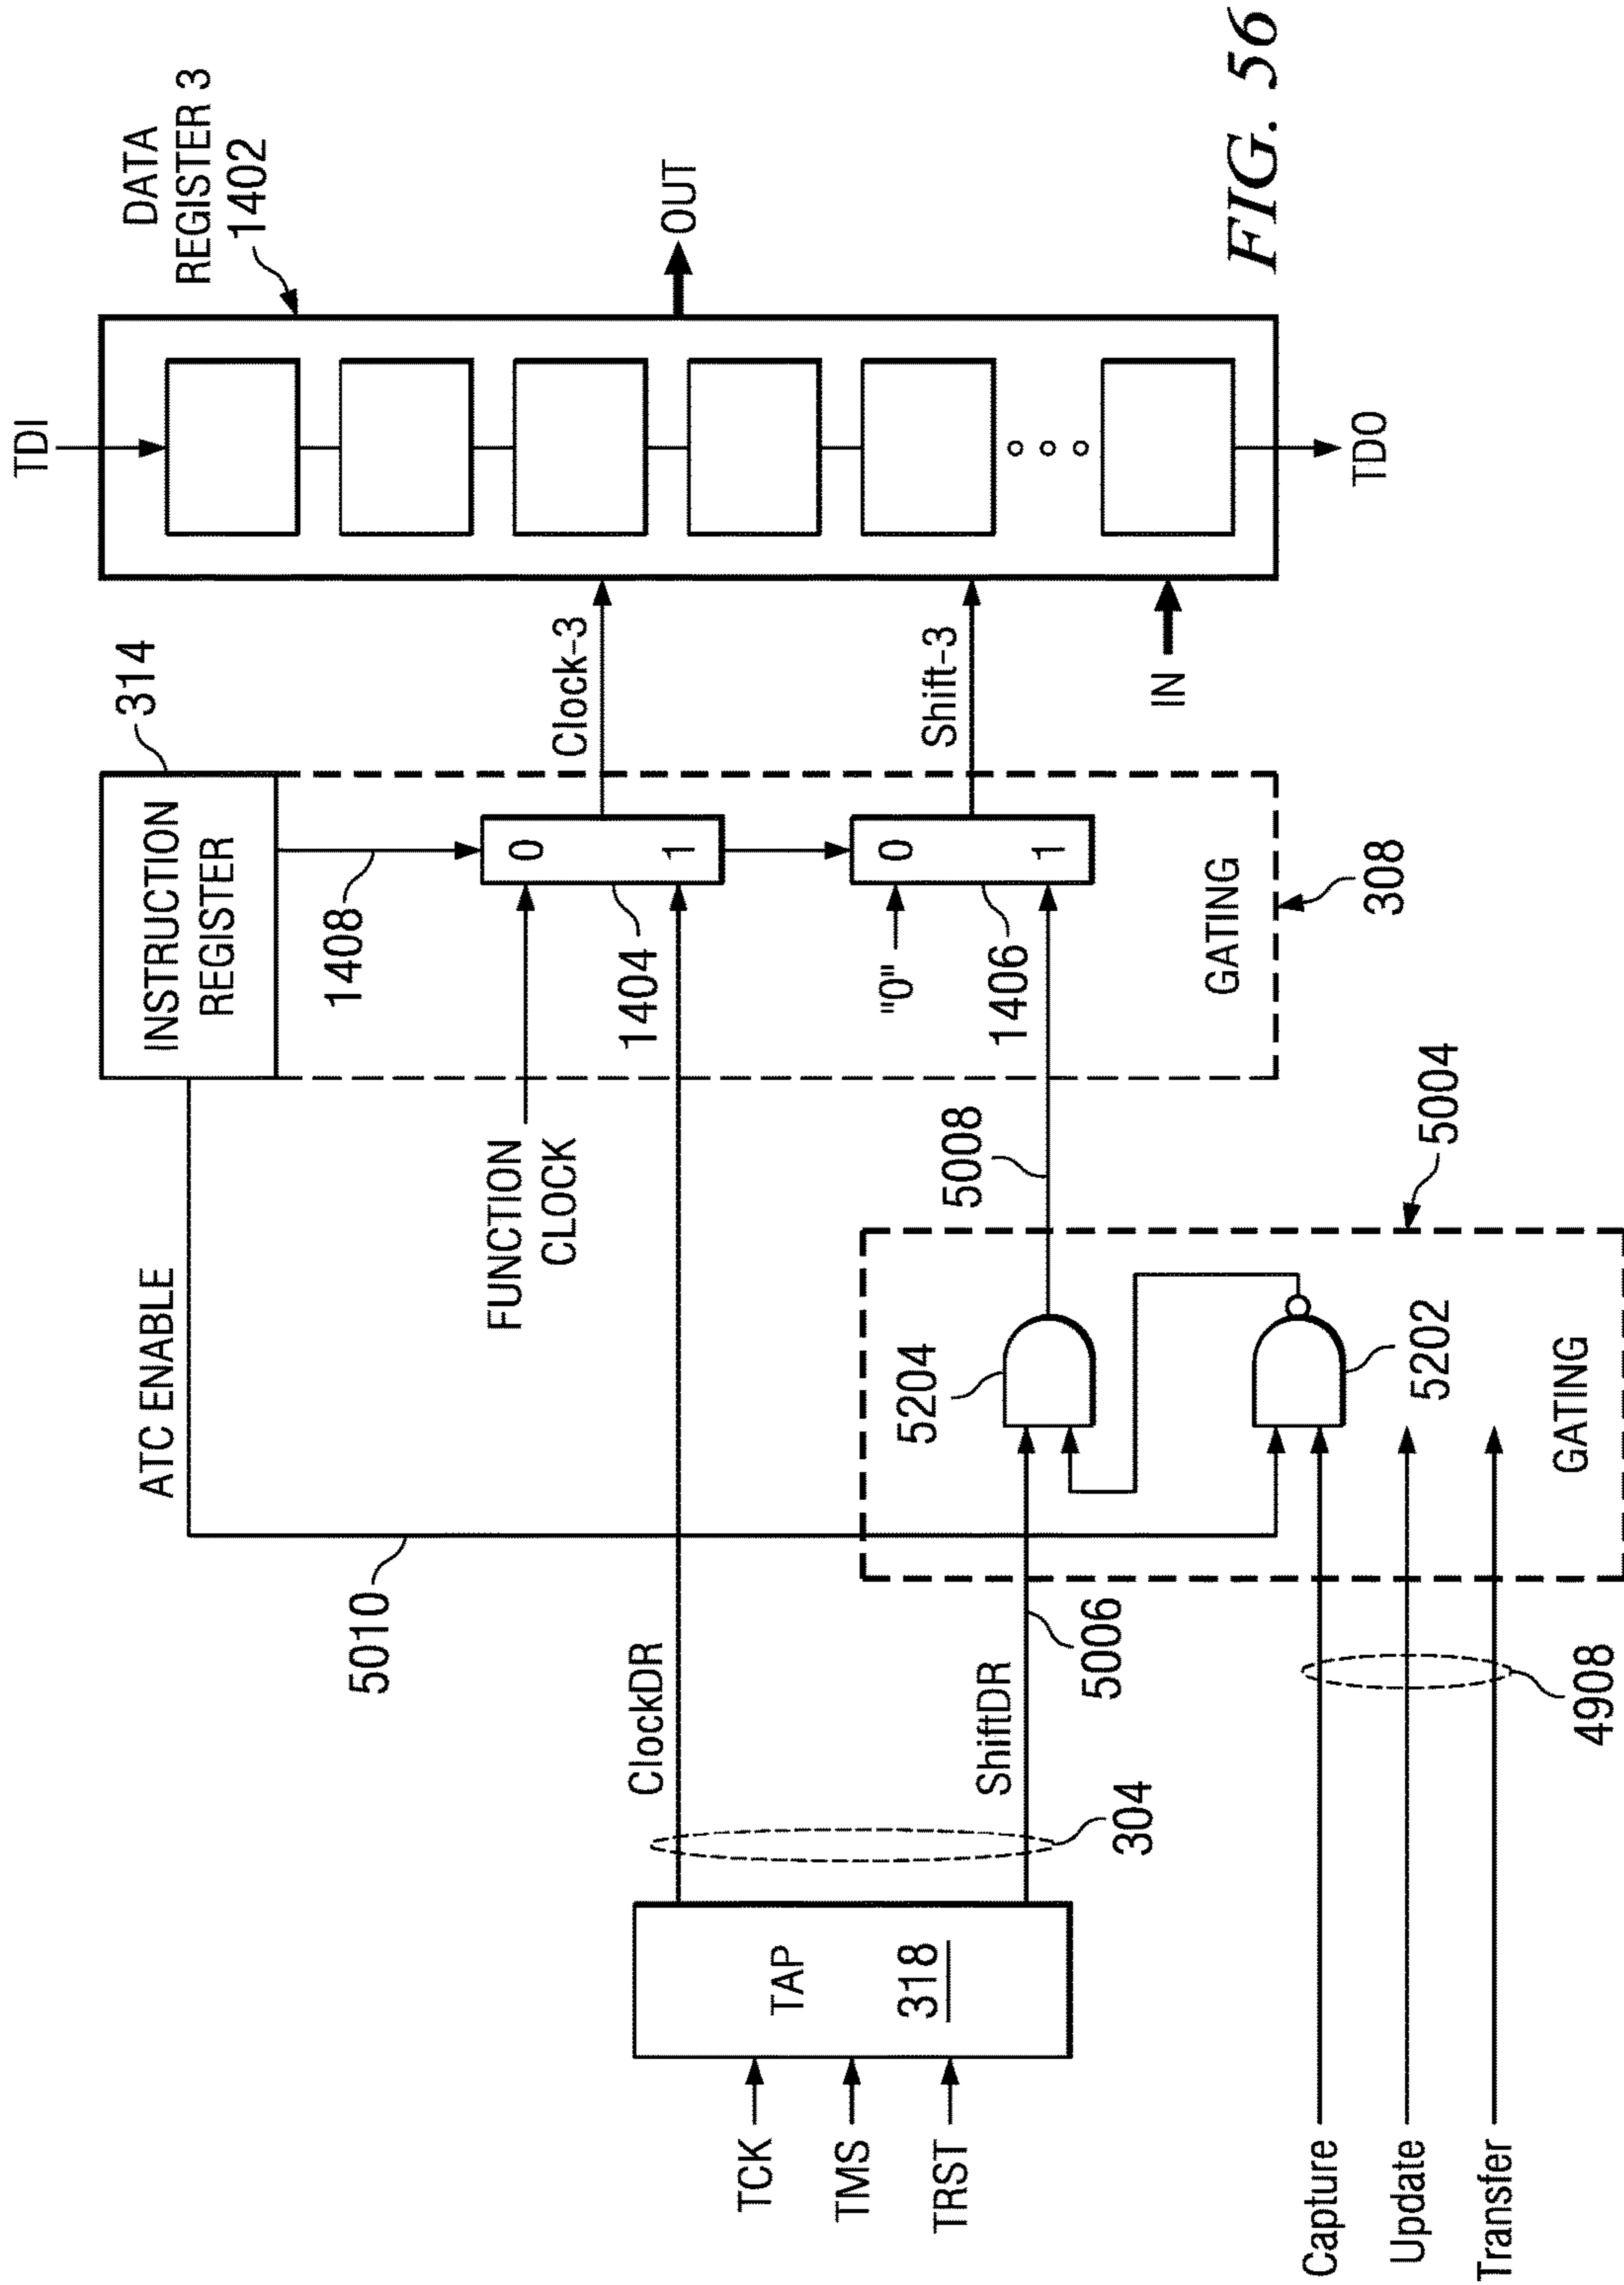 TDI
DATA
REGISTER 3
1402
OUT
TDO
IN
FIG. 56
314
INSTRUCTION
REGISTER
1408
Clock-3
0
1
1404
Shift-3
"0"
0
1
1406
GATING
308
FUNCTION
CLOCK
ATC ENABLE
5010
5008
5004
5204
5202
GATING
ClockDR
ShiftDR
5006
304
4908
TAP
318
TCK
TMS
TRST
Capture
Update
Transfer